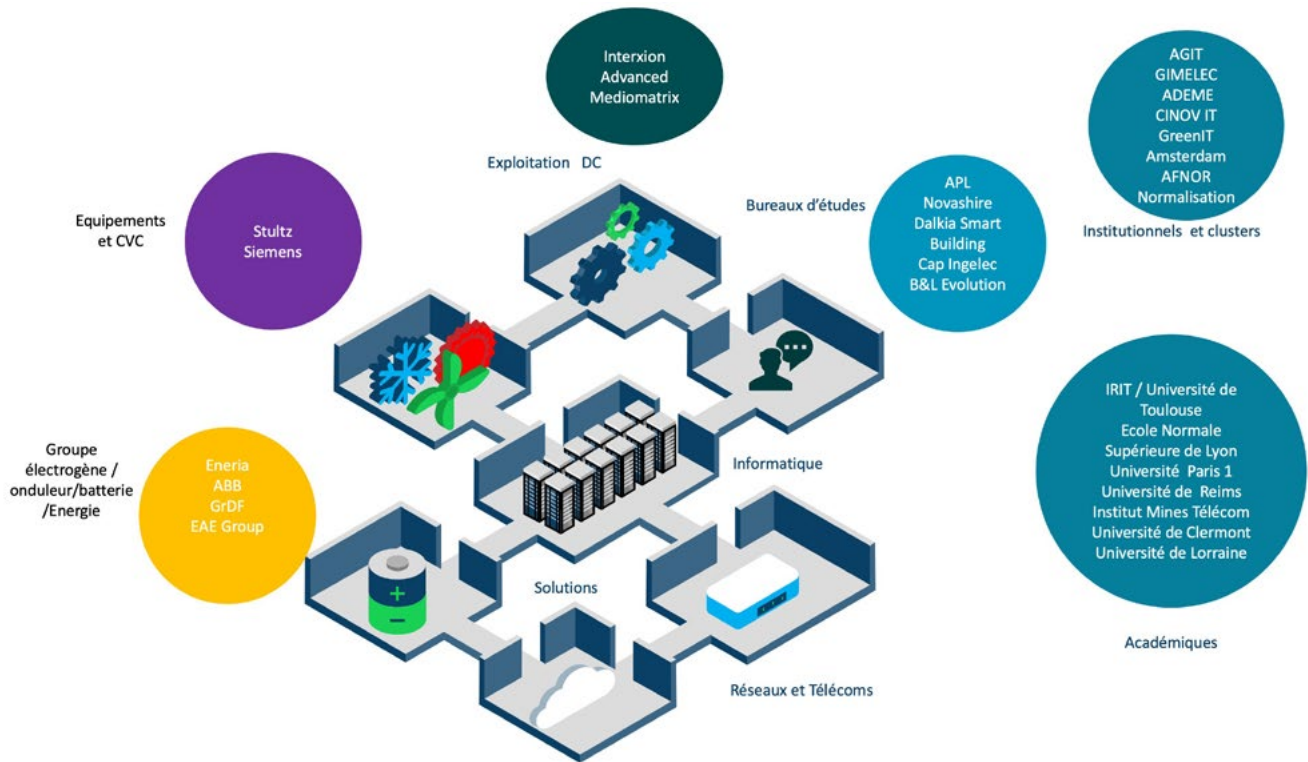 Interxion
Advanced
Mediomatrix
Exploitation DC
AGIT
GIMELEC
ADEME
CINOV IT
GreenIT
Amsterdam
AFNOR
Normalisation
Institutionnels et clusters
Equipements
et CVC
Stultz
Siemens
Bureaux d'études
APL
Novashire
Dalkia Smart
Building
Cap Ingelec
B&L Evolution
Groupe
électrogène /
onduleur/batterie
/Energie
Eneria
ABB
GrDF
EAE Group
Informatique
IRIT / Université de
Toulouse
Ecole Normale
Supérieure de Lyon
Université Paris 1
Université de Reims
Institut Mines Télécom
Université de Clermont
Université de Lorraine
Académiques
Solutions
Réseaux et Télécoms